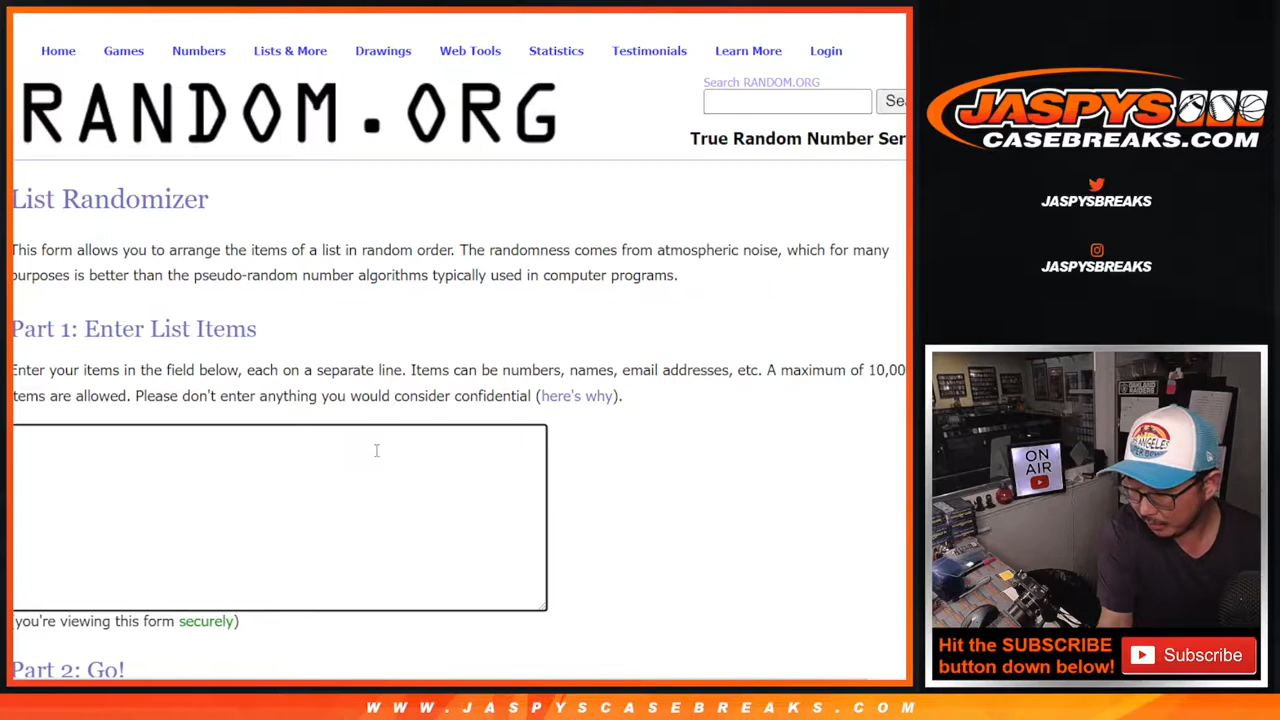 Home Games Numbers Lists & More Drawings Web Tools Statistics Testimonials Learn More Login
RANDOM.ORG
Search RANDOM.ORG
True Random Number Ser
List Randomizer
This form allows you to arrange the items of a list in random order. The randomness comes from atmospheric noise, which for many
purposes is better than the pseudo-random number algorithms typically used in computer programs.
Part 1: Enter List Items
Enter your items in the field below, each on a separate line. Items can be numbers, names, email addresses, etc. A maximum of 10,00
items are allowed. Please don't enter anything you would consider confidential (here's why).
(you're viewing this form securely)
Part 2: Go!
JASPYS
CASEBREAKS.COM
JASPYSBREAKS
JASPYSBREAKS
OAKLAND
RAIDERS
ON
AIR
LOS ANGELES
Hit the SUBSCRIBE
button down below!
Subscribe
WWW.JASPYSCASEBREAKS.COM